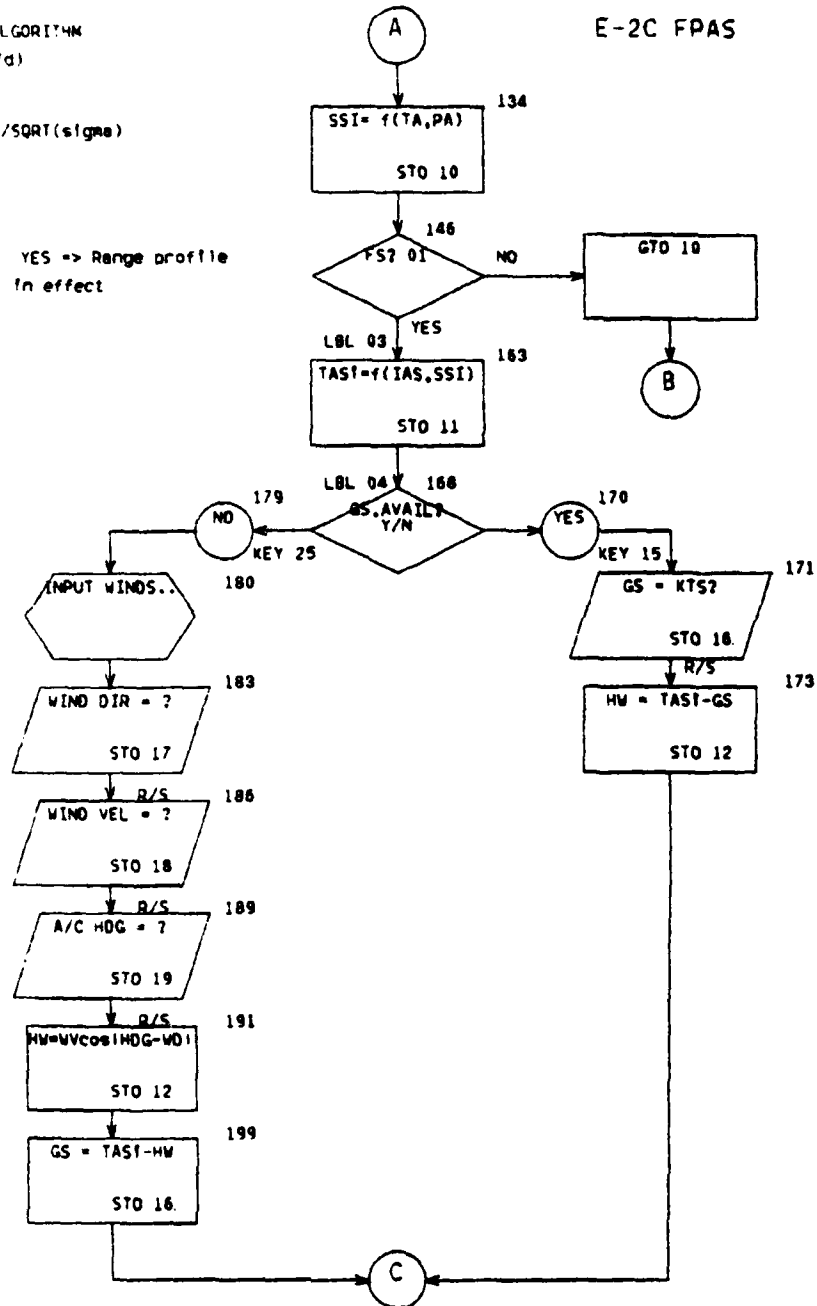 LGORITHM
'd)
E-2C FPAS
A
134
/SQRT(sigma)
SSI= f(TA,PA)
STO 10
146
YES => Range profile
in effect
FS? 01
NO
GTO 10
YES
LBL 03
163
TASi=f(IAS,SSI)
STO 11
B
LBL 04
168
GS.AVAIL?
Y/N
179
NO
KEY 25
170
YES
KEY 15
INPUT WINDS..
180
171
GS = KTS?
STO 16.
R/S
183
WIND DIR = ?
STO 17
173
HW = TASi-GS
STO 12
R/S
186
WIND VEL = ?
STO 18
R/S
189
A/C HDG = ?
STO 19
R/S
191
HW=WVcos|HDG-WD|
STO 12
199
GS = TASi-HW
STO 16.
C